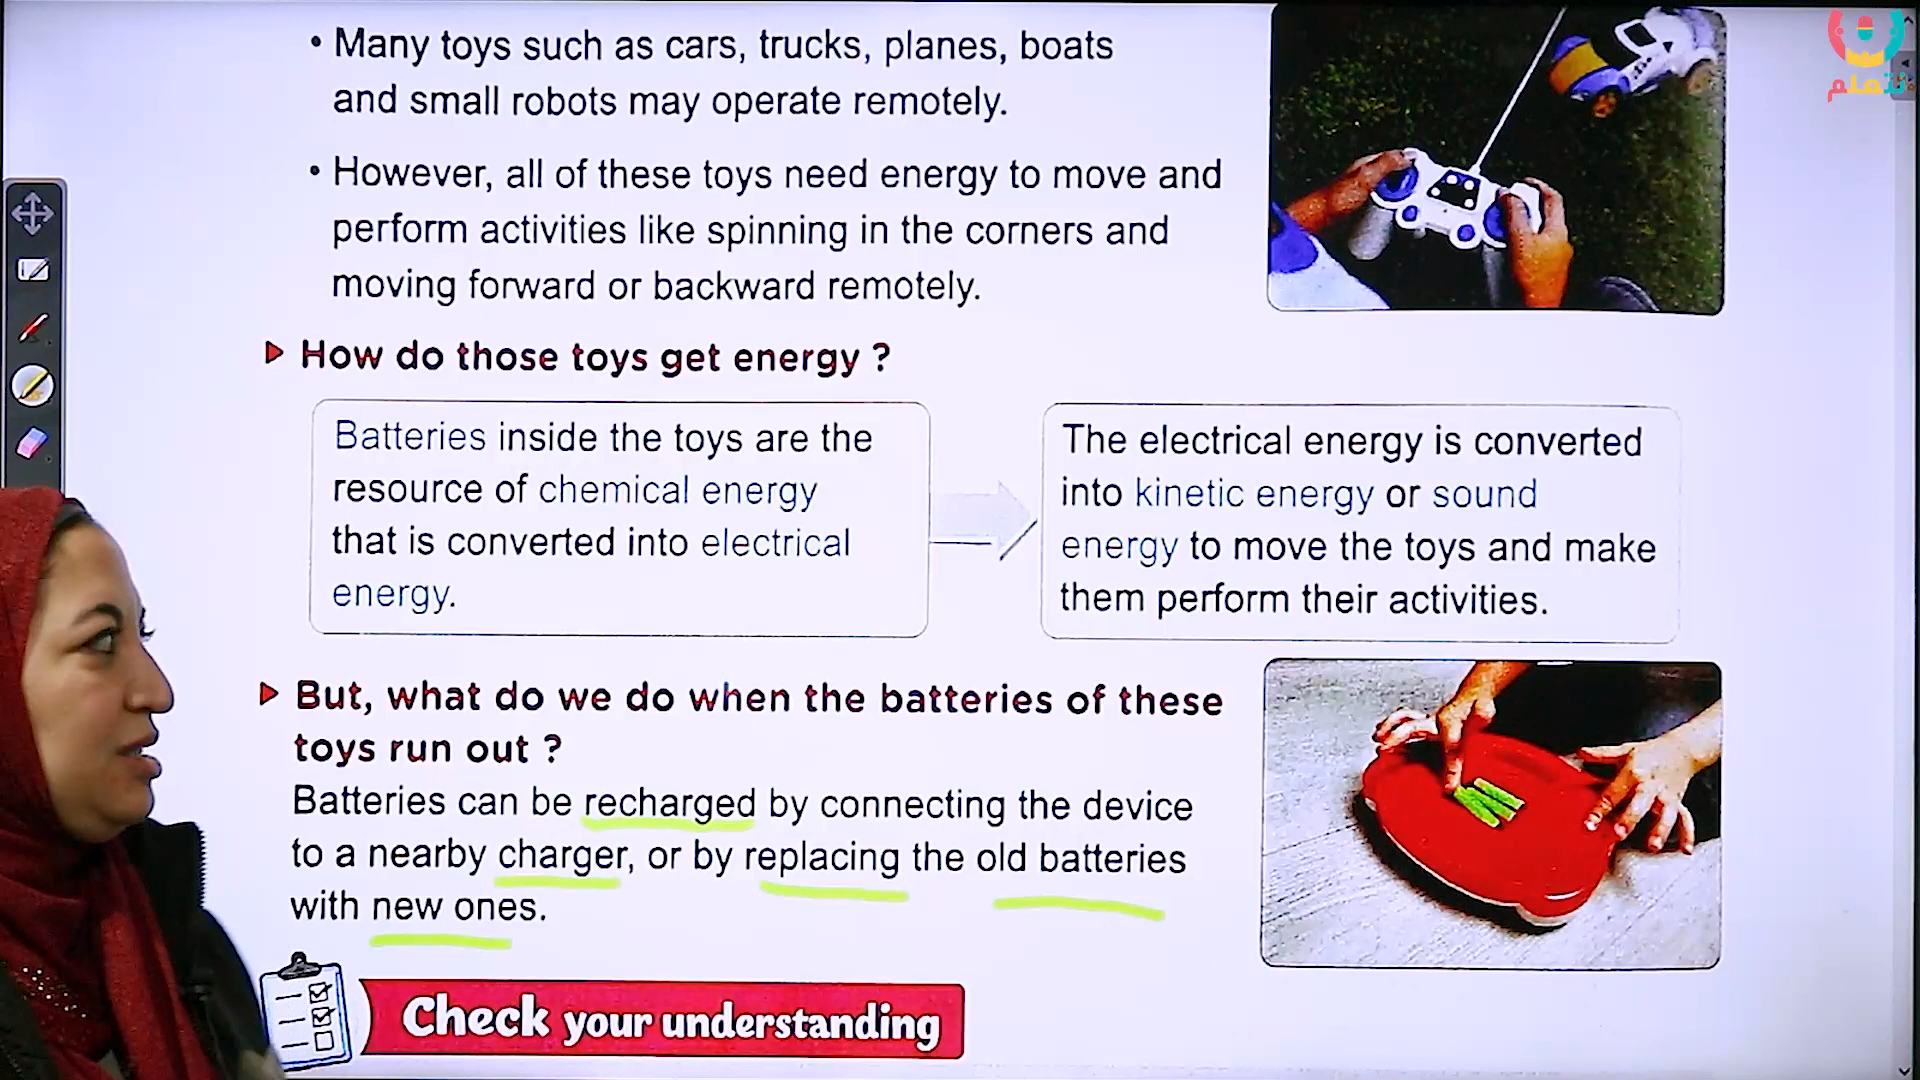 • Many toys such as cars, trucks, planes, boats
and small robots may operate remotely.
• However, all of these toys need energy to move and
perform activities like spinning in the corners and
moving forward or backward remotely.
How do those toys get energy ?
Batteries inside the toys are the
resource of chemical energy
that is converted into electrical
energy.
The electrical energy is converted
into kinetic energy or sound
energy to move the toys and make
them perform their activities.
But, what do we do when the batteries of these
toys run out ?
Batteries can be recharged by connecting the device
to a nearby charger, or by replacing the old batteries
with new ones.
Check your understanding
نتعلم